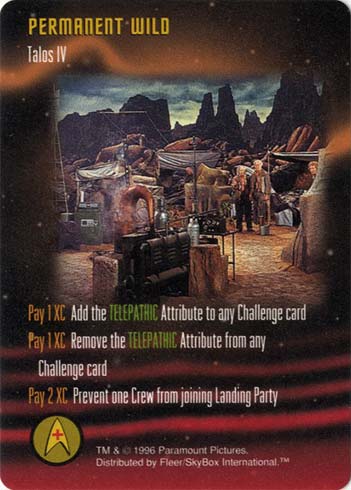 PERMANENT WILD
Talos IV
Pay 1 XC Add the TELEPATHIC Attribute to any Challenge card
Pay 1 XC Remove the TELEPATHIC Attribute from any
Challenge card
Pay 2 XC Prevent one Crew from joining Landing Party
TM & © 1996 Paramount Pictures.
Distributed by Fleer/SkyBox International.™